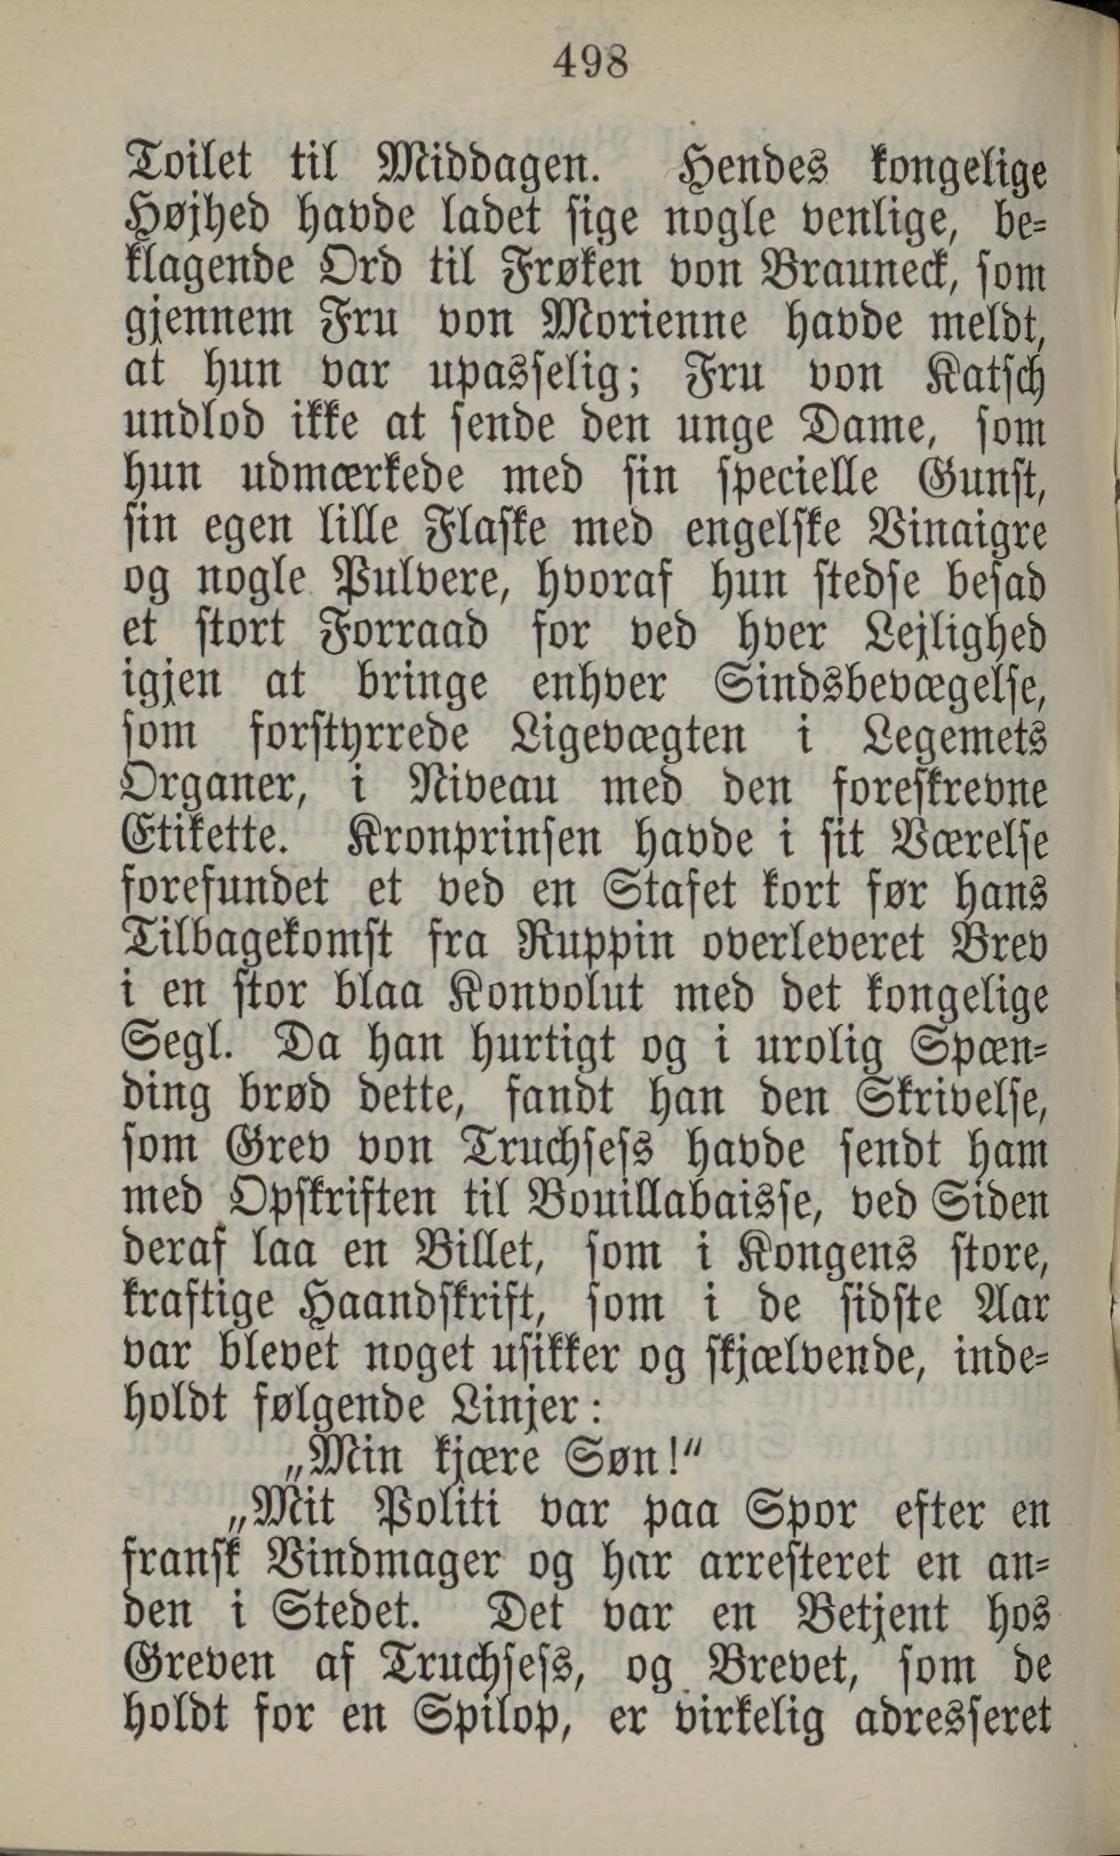 498
Toilet til Middagen. Hendes kongelige
Højhed havde ladet sige nogle venlige, be-
klagende Ord til Frøken von Brauneck, som
gjennem Fru von Morienne havde meldt,
at hun var upasselig; Fru von Katsch
undlod ikke at sende den unge Dame, som
hun udmærkede med sin specielle Gunst,
sin egen lille Flaske med engelske Vinaigre
og nogle Pulvere, hvoraf hun stedse besad
et stort Forraad for ved hver Lejlighed
igjen at bringe enhver Sindsbevægelse,
som forstyrrede Ligevægten i Legemets
Organer, i Niveau med den foreskrevne
Etikette. Kronprinsen havde i sit Værelse
forefundet et ved en Stafet kort før hans
Tilbagekomst fra Ruppin overleveret Brev
i en stor blaa Konvolut med det kongelige
Segl. Da han hurtigt og i urolig Spæn-
ding brød dette, fandt han den Skrivelse,
som Grev von Truchsess havde sendt ham
med Opskriften til Bouillabaisse, ved Siden
deraf laa en Billet, som i Kongens store,
kraftige Haandskrift, som i de sidste Aar
var blevet noget usikker og skjælvende, inde-
holdt følgende Linjer:
„Min kjære Søn!“
„Mit Politi var paa Spor efter en
fransk Vindmager og har arresteret en an-
den i Stedet. Det var en Betjent hos
Greven af Truchsess, og Brevet, som de
holdt for en Spilop, er virkelig adresseret